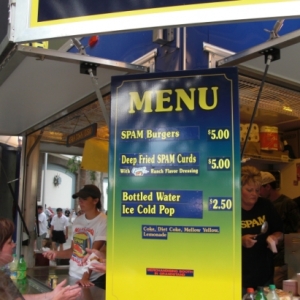 SPAM
MENU
SPAM Burgers $5.00
Deep Fried SPAM Curds $5.00
With Ranch Flavor Dressing
Bottled Water
Ice Cold Pop $2.50
Coke, Diet Coke, Mellow Yellow,
Lemonade
SPAM